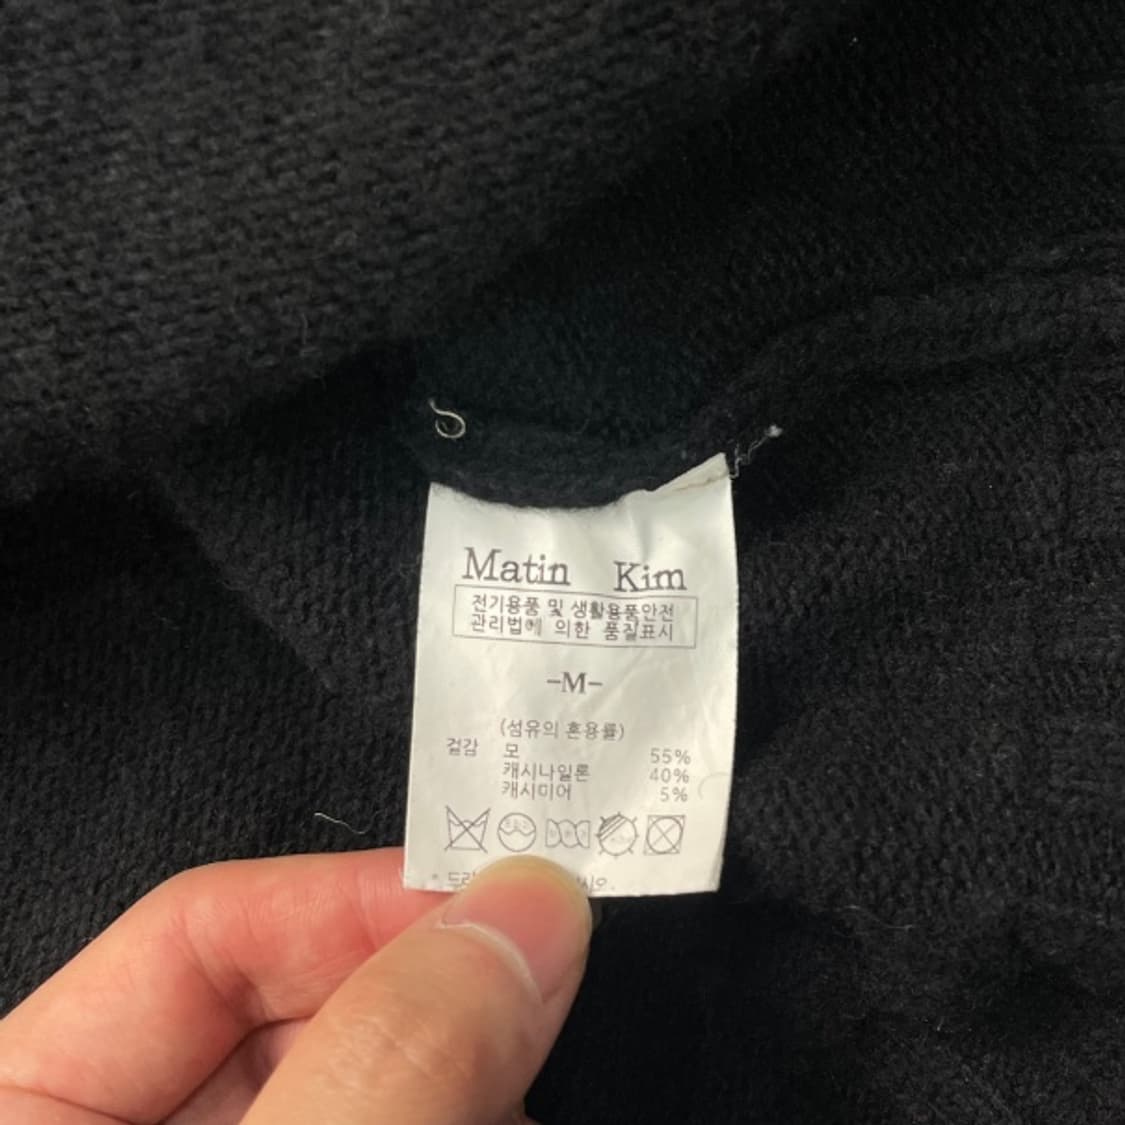 Matin Kim
전기용품 및 생활용품안전
관리법에 의한 품질표시
-M-
(섬유의 혼용률)
겉감 모 55%
캐시나일론 40%
캐시미어 5%